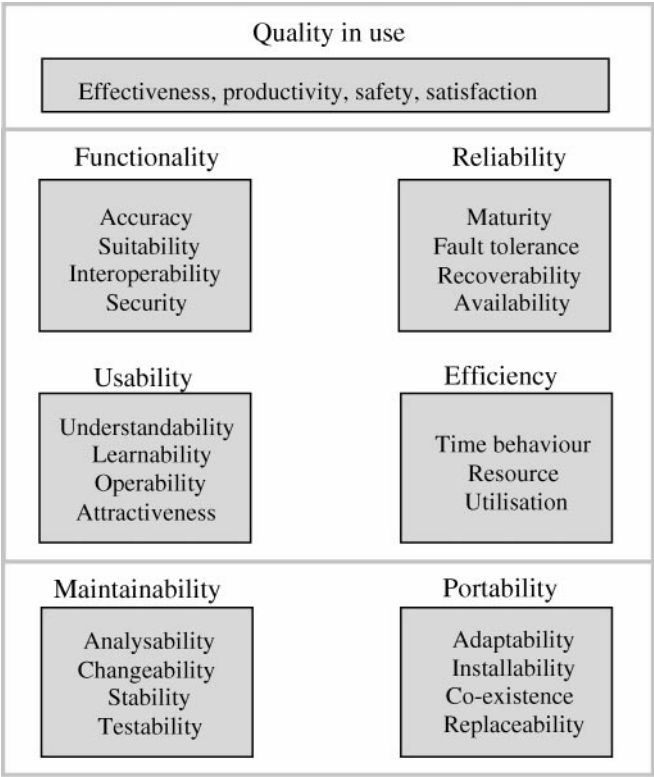 Quality in use
Effectiveness, productivity, safety, satisfaction
Functionality
Accuracy
Suitability
Interoperability
Security
Reliability
Maturity
Fault tolerance
Recoverability
Availability
Usability
Understandability
Learnability
Operability
Attractiveness
Efficiency
Time behaviour
Resource
Utilisation
Maintainability
Analysability
Changeability
Stability
Testability
Portability
Adaptability
Installability
Co-existence
Replaceability